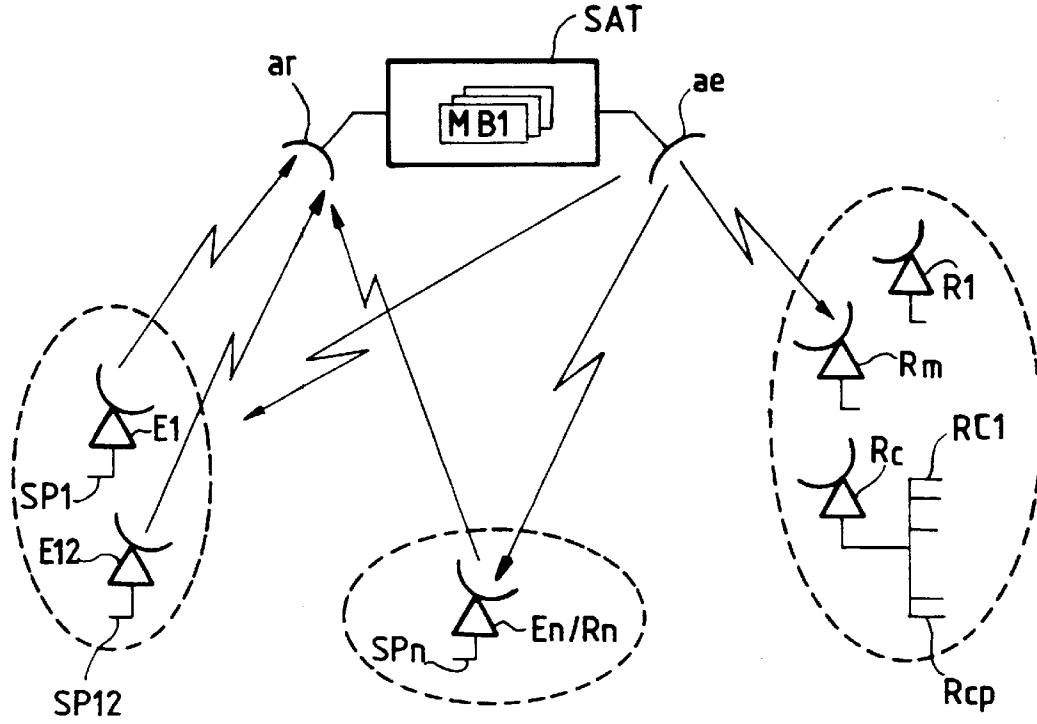 SAT
ar
ae
MB1
R1
Rm
E1
RC1
Rc
SP1
E12
En/Rn
SPn
SP12
Rcp